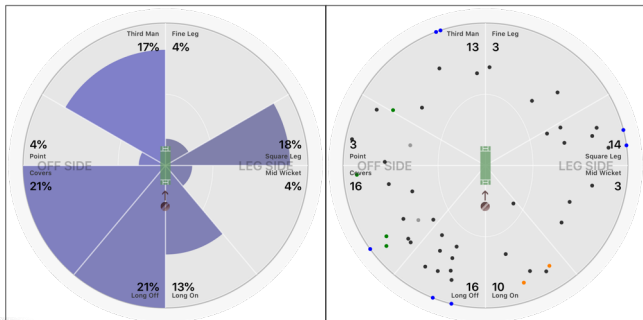 Third Man
17%
Fine Leg
4%
4%
Point
OFF SIDE
Covers
21%
18%
Square Leg
LEG SIDE
Mid Wicket
4%
21%
Long Off
13%
Long On
Third Man
13
Fine Leg
3
3
Point
OFF SIDE
Covers
16
14
Square Leg
LEG SIDE
Mid Wicket
3
16
Long Off
10
Long On